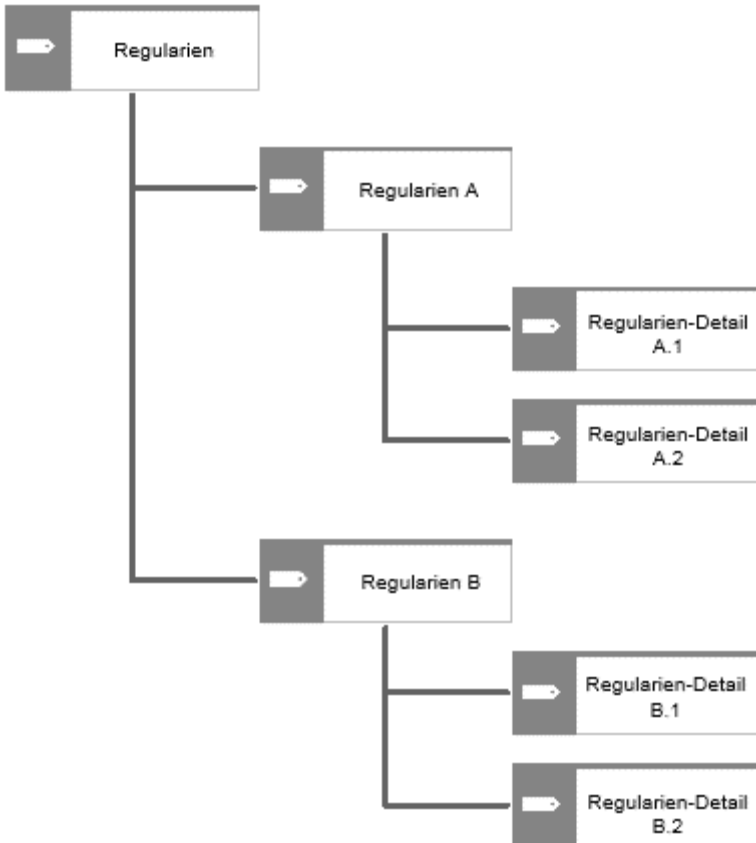 Regularien
Regularien A
Regularien-Detail
A.1
Regularien-Detail
A.2
Regularien B
Regularien-Detail
B.1
Regularien-Detail
B.2